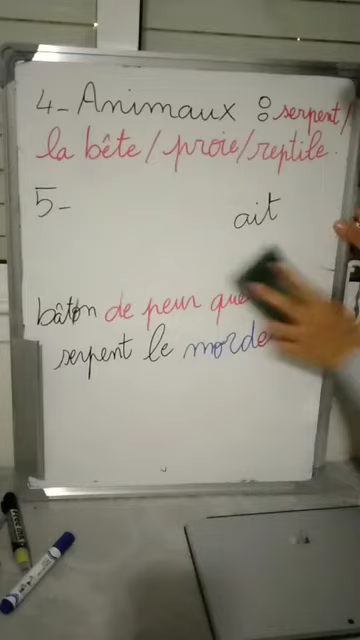 4- Animaux : serpent/
la bête/proie/reptile.
5-
ait
bâton de peur que
serpent le morde